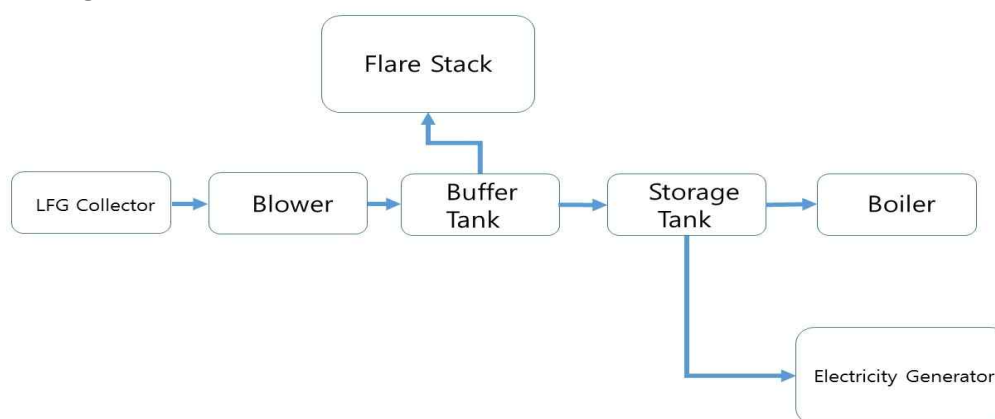 Flare Stack
LFG Collector
Blower
Buffer
Tank
Storage
Tank
Boiler
Electricity Generator